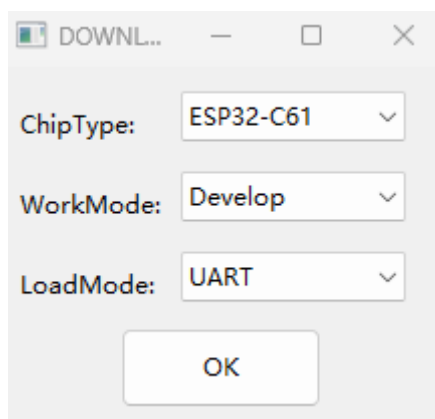 DOWNL...
ChipType: ESP32-C61
WorkMode: Develop
LoadMode: UART
OK